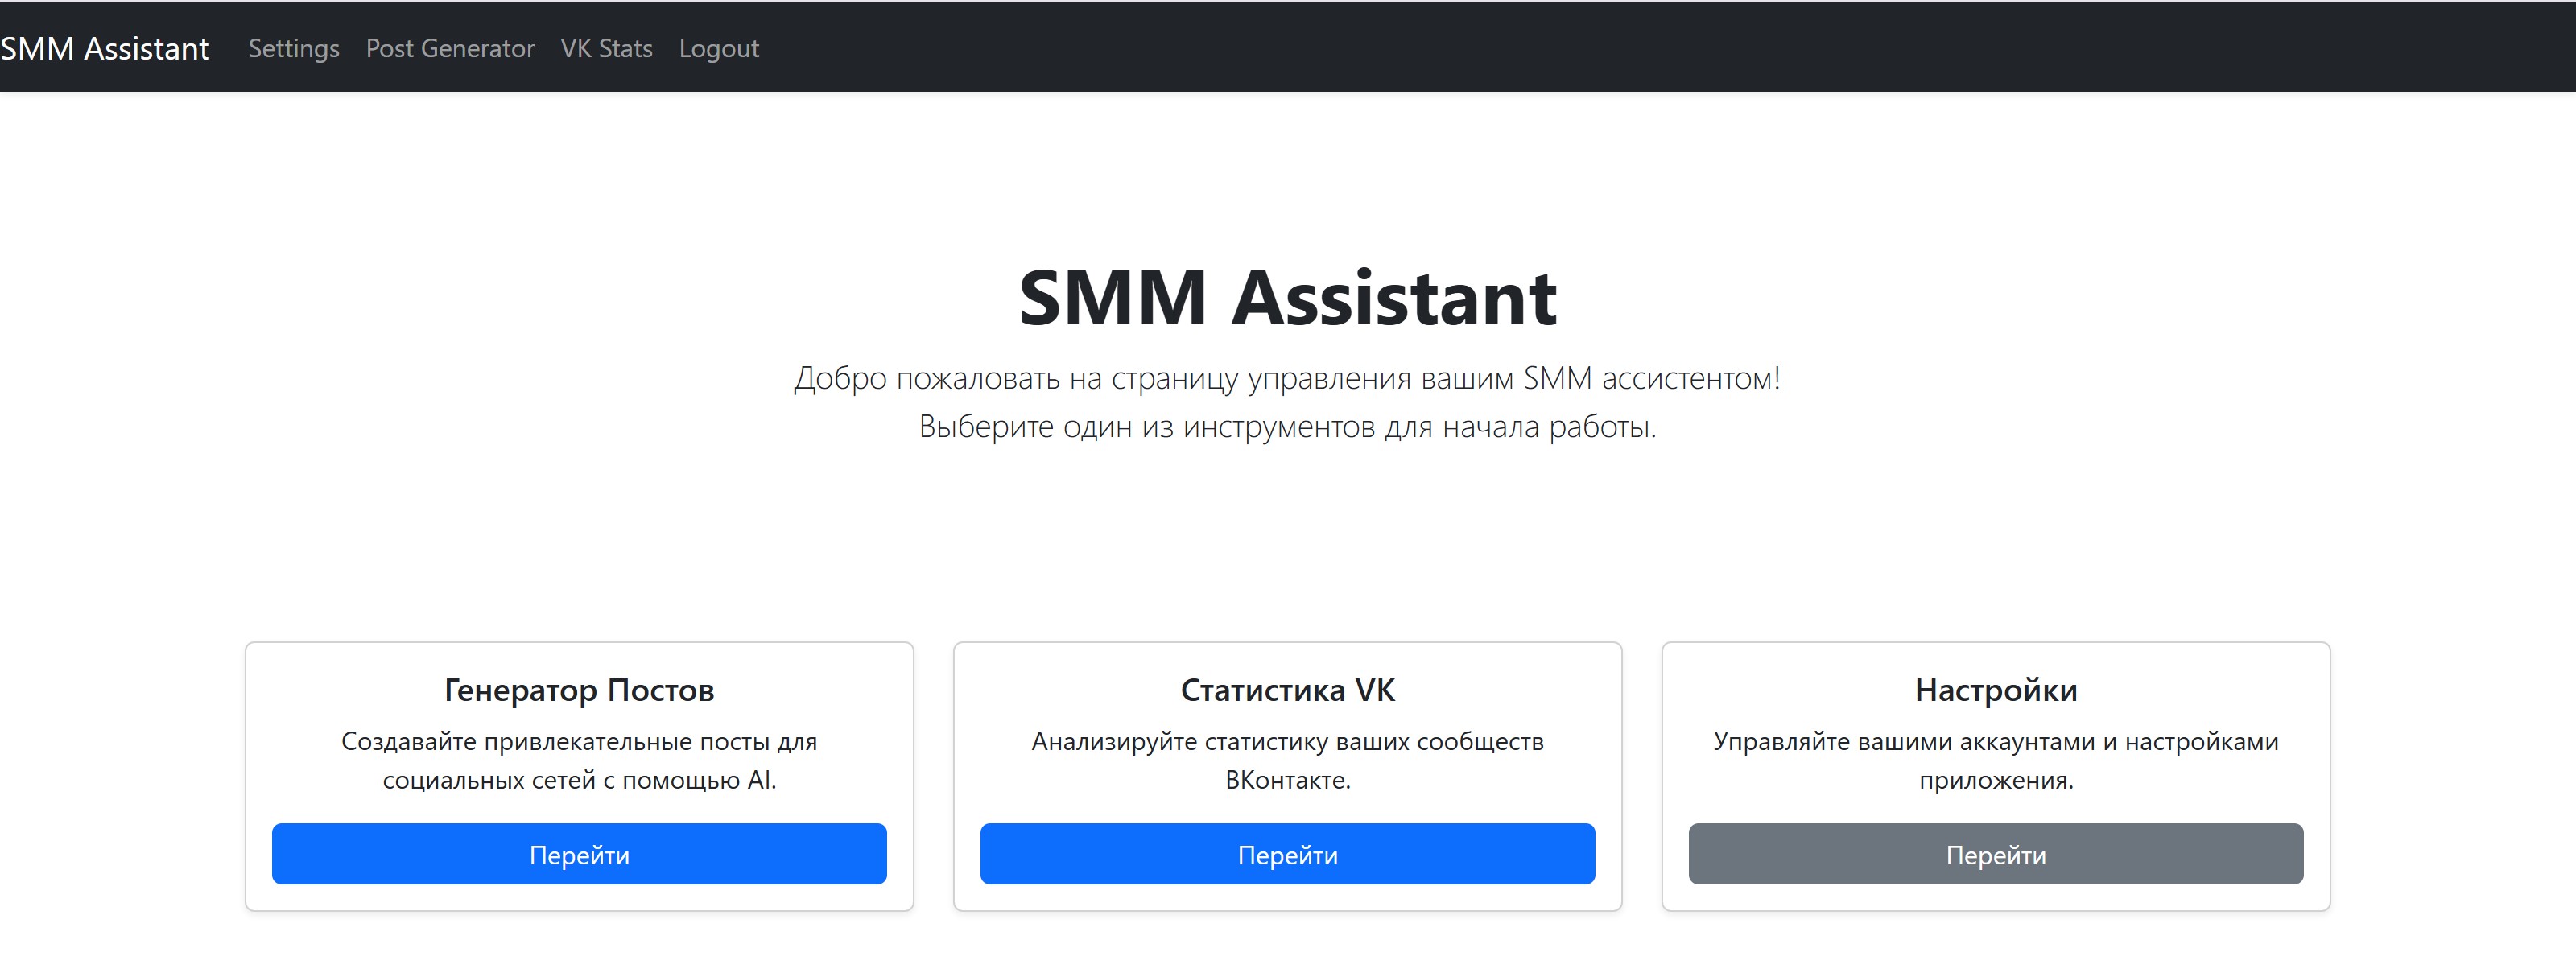 SMM Assistant Settings Post Generator VK Stats Logout
SMM Assistant
Добро пожаловать на страницу управления вашим SMM ассистентом!
Выберите один из инструментов для начала работы.
Генератор Постов
Создавайте привлекательные посты для
социальных сетей с помощью AI.
Перейти
Статистика VK
Анализируйте статистику ваших сообществ
ВКонтакте.
Перейти
Настройки
Управляйте вашими аккаунтами и настройками
приложения.
Перейти